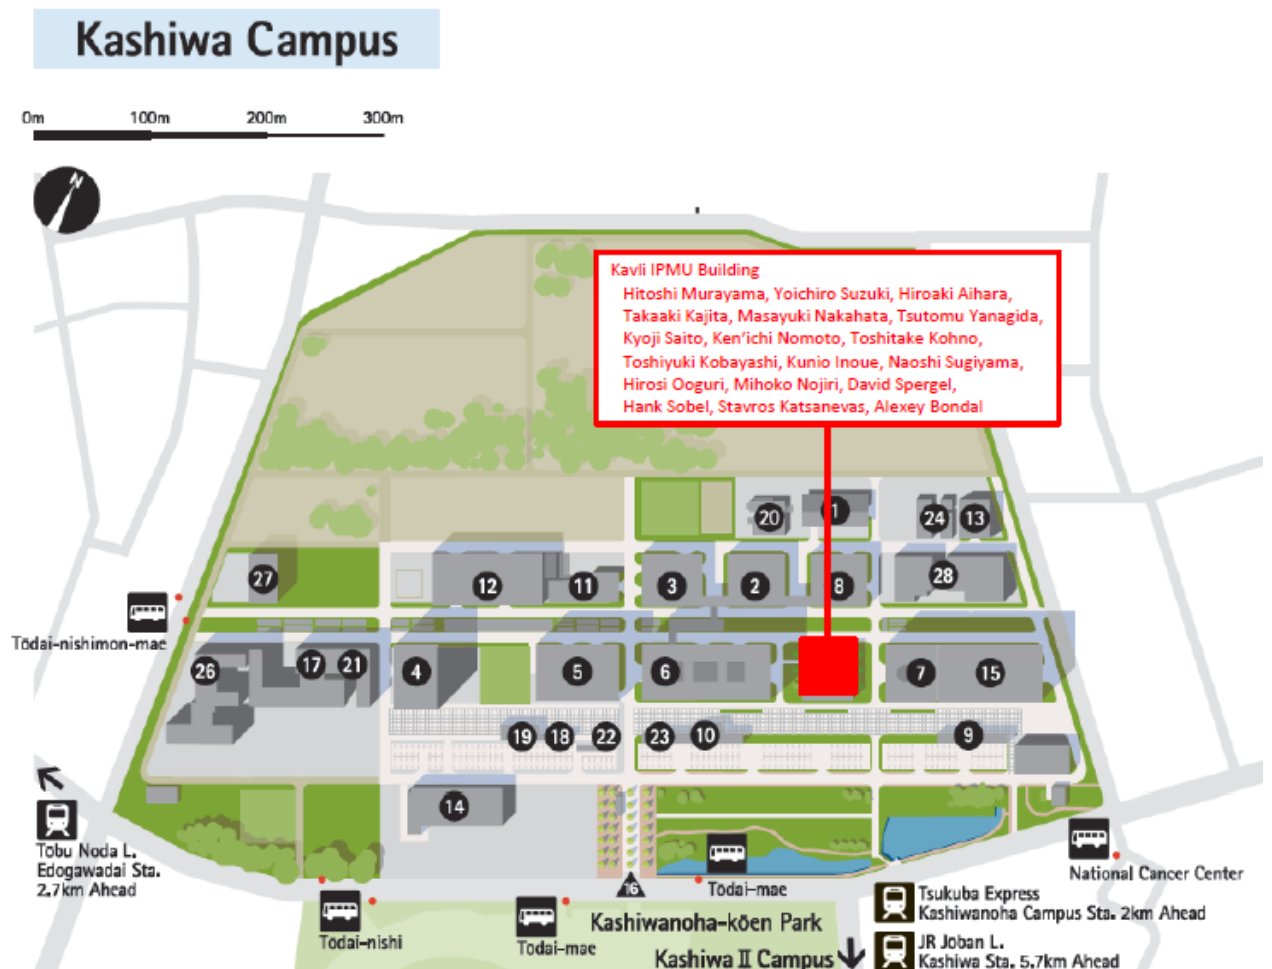 Kashiwa Campus
0m 100m 200m 300m
N
Kavli IPMU Building
Hitoshi Murayama, Yoichiro Suzuki, Hiroaki Aihara,
Takaaki Kajita, Masayuki Nakahata, Tsutomu Yanagida,
Kyoji Saito, Ken'ichi Nomoto, Toshitake Kohno,
Toshiyuki Kobayashi, Kunio Inoue, Naoshi Sugiyama,
Hirosi Ooguri, Mihoko Nojiri, David Spergel,
Hank Sobel, Stavros Katsanevas, Alexey Bondal
20 1 24 13
27 12 11 3 2 8 28
Tōdai-nishimon-mae
26 17 21 4 5 6 7 15
19 18 22 23 10 9
14
Tobu Noda L.
Edogawadai Sta.
2.7km Ahead
16
Tōdai-mae
National Cancer Center
Tōdai-nishi
Tōdai-mae
Kashiwanoha-kōen Park
Kashiwa II Campus
Tsukuba Express
Kashiwanoha Campus Sta. 2km Ahead
JR Joban L.
Kashiwa Sta. 5.7km Ahead